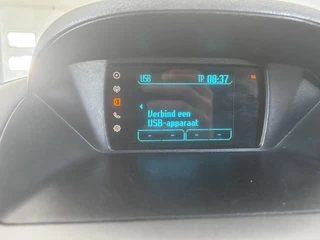 USB TP 08:37
Verbind een
USB-apparaat